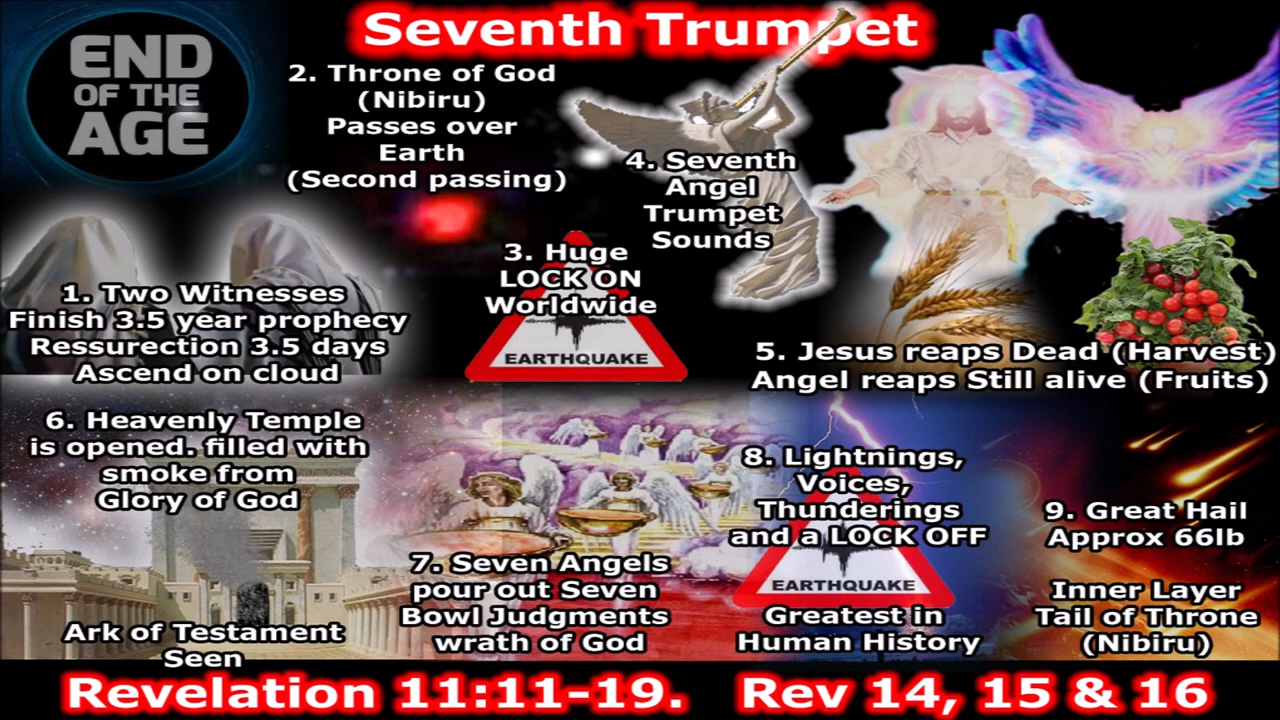 Seventh Trumpet
END
OF THE
AGE
2. Throne of God
(Nibiru)
Passes over
Earth
(Second passing)
4. Seventh
Angel
Trumpet
Sounds
3. Huge
LOCK ON
Worldwide
EARTHQUAKE
1. Two Witnesses
Finish 3.5 year prophecy
Ressurection 3.5 days
Ascend on cloud
5. Jesus reaps Dead (Harvest)
Angel reaps Still alive (Fruits)
6. Heavenly Temple
is opened. filled with
smoke from
Glory of God
Ark of Testament
Seen
7. Seven Angels
pour out Seven
Bowl Judgments
wrath of God
8. Lightnings,
Voices,
Thunderings
and a LOCK OFF
EARTHQUAKE
Greatest in
Human History
9. Great Hail
Approx 66lb
Inner Layer
Tail of Throne
(Nibiru)
Revelation 11:11-19. Rev 14, 15 & 16